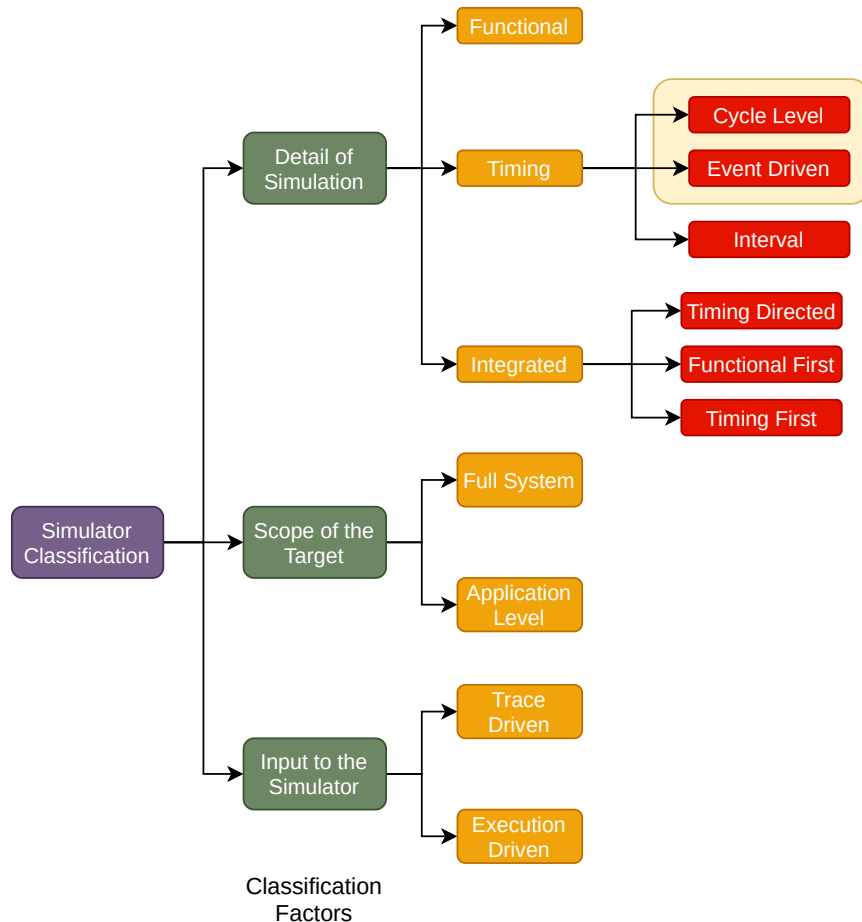 Functional
Cycle Level
Detail of
Simulation
Timing
Event Driven
Interval
Timing Directed
Integrated
Functional First
Timing First
Full System
Simulator
Classification
Scope of the
Target
Application
Level
Trace
Driven
Input to the
Simulator
Execution
Driven
Classification
Factors